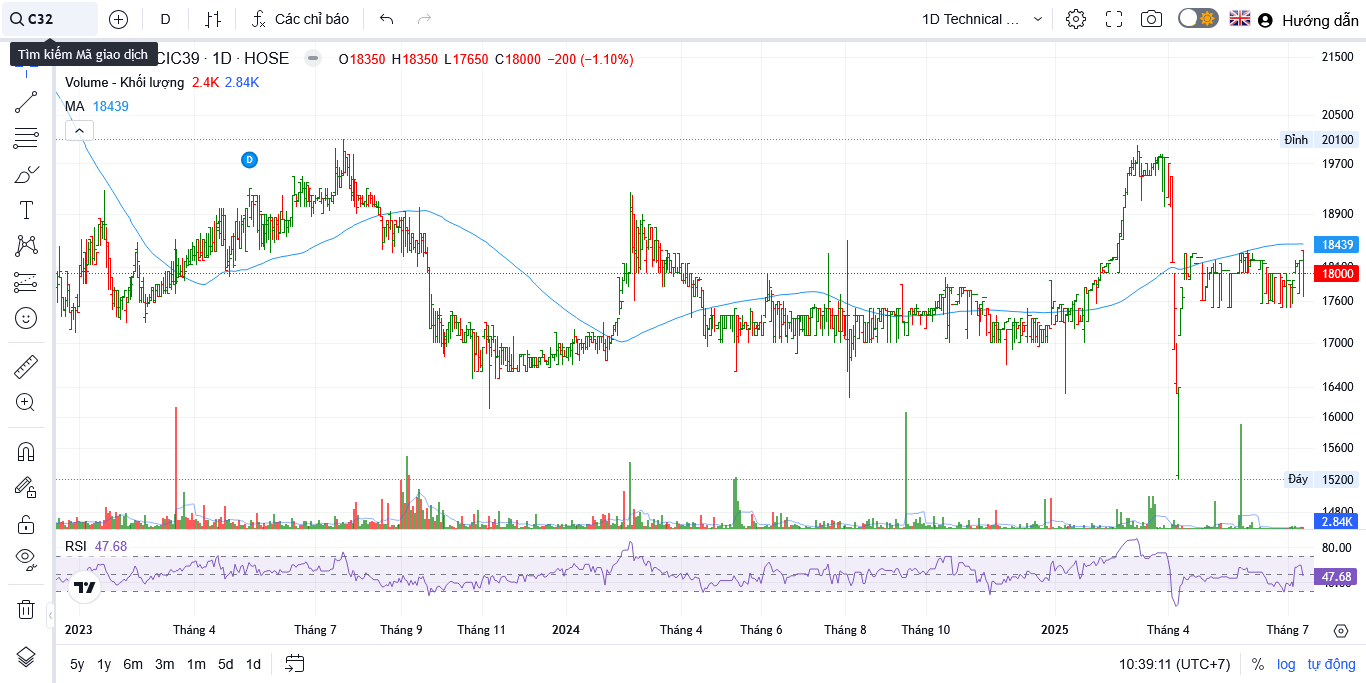 C32
D
Các chỉ báo
1D Technical ...
Hướng dẫn
Tìm kiếm Mã giao dịch
CIC39 · 1D · HOSE
O18350 H18350 L17650 C18000 −200 (−1.10%)
Volume - Khối lượng 2.4K 2.84K
MA 18439
D
21500
20500
Đỉnh 20100
19700
18900
18439
18000
17600
17000
16400
16000
15600
Đáy 15200
14800
2.84K
RSI 47.68
80.00
47.68
2023 Tháng 4 Tháng 7 Tháng 9 Tháng 11 2024 Tháng 4 Tháng 6 Tháng 8 Tháng 10 2025 Tháng 4 Tháng 7
5y 1y 6m 3m 1m 5d 1d
10:39:11 (UTC+7) % log tự động